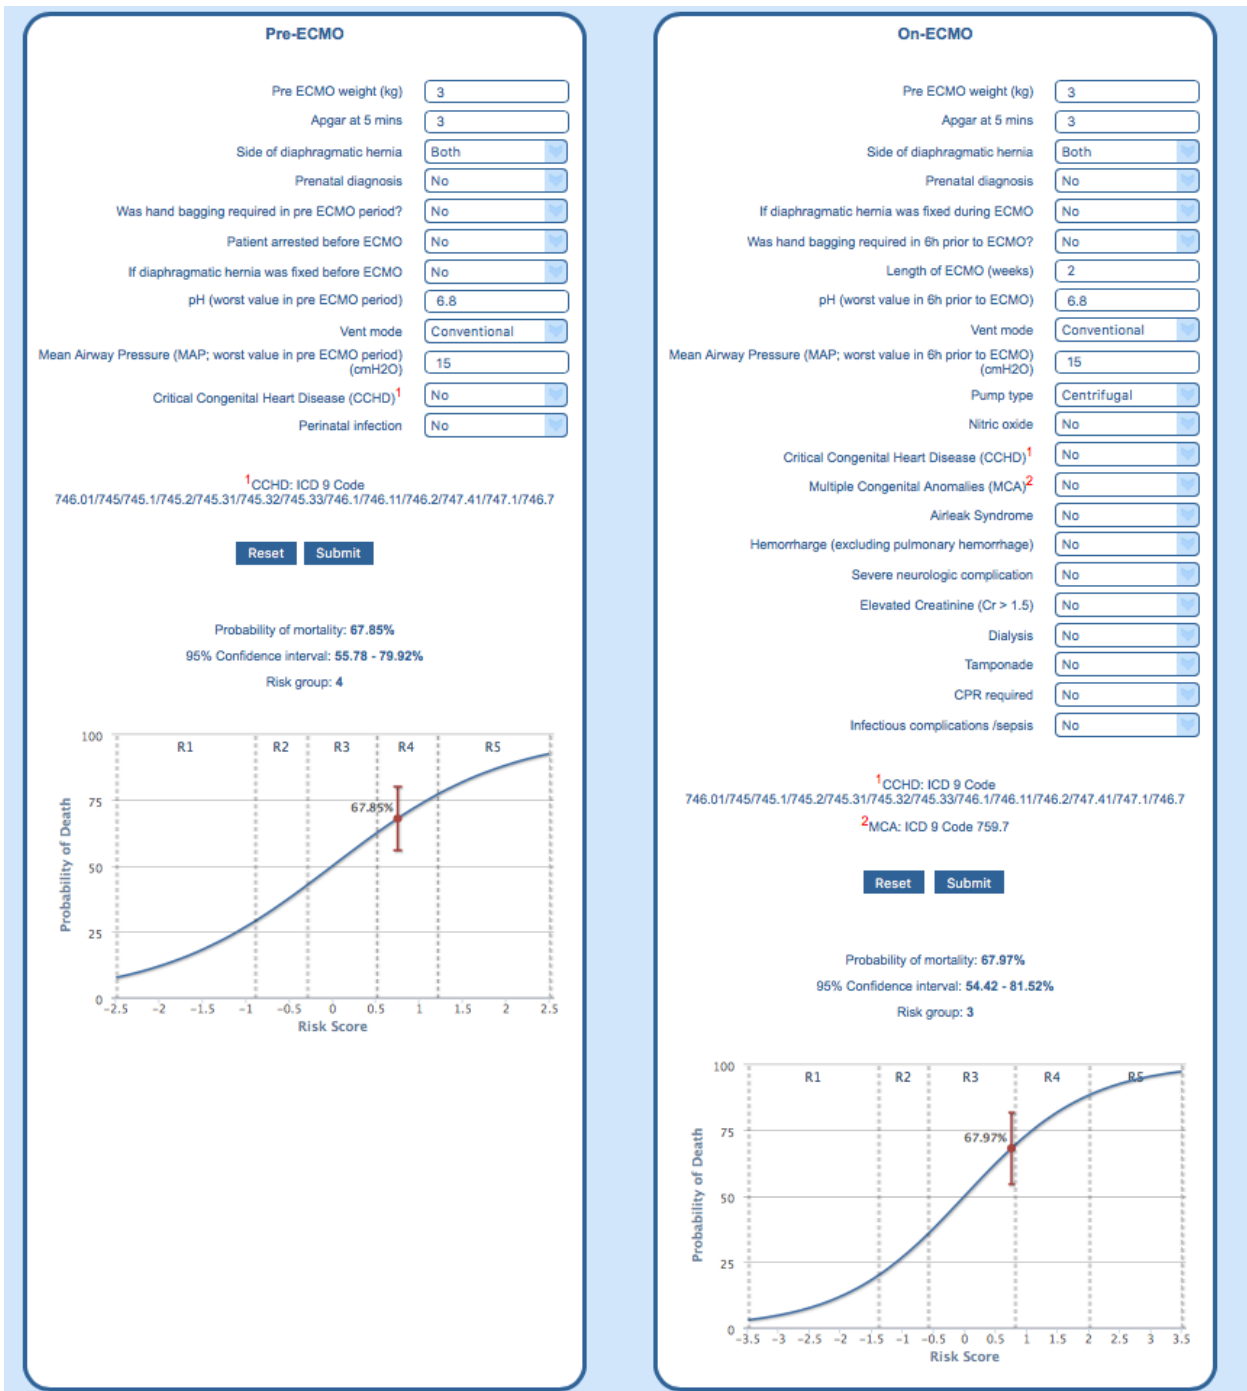 Pre-ECMO
Pre ECMO weight (kg) 3
Apgar at 5 mins 3
Side of diaphragmatic hernia Both
Prenatal diagnosis No
Was hand bagging required in pre ECMO period? No
Patient arrested before ECMO No
If diaphragmatic hernia was fixed before ECMO No
pH (worst value in pre ECMO period) 6.8
Vent mode Conventional
Mean Airway Pressure (MAP; worst value in pre ECMO period)
(cmH2O) 15
Critical Congenital Heart Disease (CCHD)1 No
Perinatal infection No
1CCHD: ICD 9 Code
746.01/745/745.1/745.2/745.31/745.32/745.33/746.1/746.11/746.2/747.41/747.1/746.7
Reset Submit
Probability of mortality: 67.85%
95% Confidence interval: 55.78 - 79.92%
Risk group: 4
100
R1 R2 R3 R4 R5
75
67.85%
50
25
0
Probability of Death
-2.5 -2 -1.5 -1 -0.5 0 0.5 1 1.5 2 2.5
Risk Score
On-ECMO
Pre ECMO weight (kg) 3
Apgar at 5 mins 3
Side of diaphragmatic hernia Both
Prenatal diagnosis No
If diaphragmatic hernia was fixed during ECMO No
Was hand bagging required in 6h prior to ECMO? No
Length of ECMO (weeks) 2
pH (worst value in 6h prior to ECMO) 6.8
Vent mode Conventional
Mean Airway Pressure (MAP; worst value in 6h prior to ECMO)
(cmH2O) 15
Pump type Centrifugal
Nitric oxide No
Critical Congenital Heart Disease (CCHD)1 No
Multiple Congenital Anomalies (MCA)2 No
Airleak Syndrome No
Hemorrharge (excluding pulmonary hemorrhage) No
Severe neurologic complication No
Elevated Creatinine (Cr > 1.5) No
Dialysis No
Tamponade No
CPR required No
Infectious complications /sepsis No
1CCHD: ICD 9 Code
746.01/745/745.1/745.2/745.31/745.32/745.33/746.1/746.11/746.2/747.41/747.1/746.7
2MCA: ICD 9 Code 759.7
Reset Submit
Probability of mortality: 67.97%
95% Confidence interval: 54.42 - 81.52%
Risk group: 3
100
R1 R2 R3 R4 R5
75
67.97%
50
25
0
Probability of Death
-3.5 -3 -2.5 -2 -1.5 -1 -0.5 0 0.5 1 1.5 2 2.5 3 3.5
Risk Score